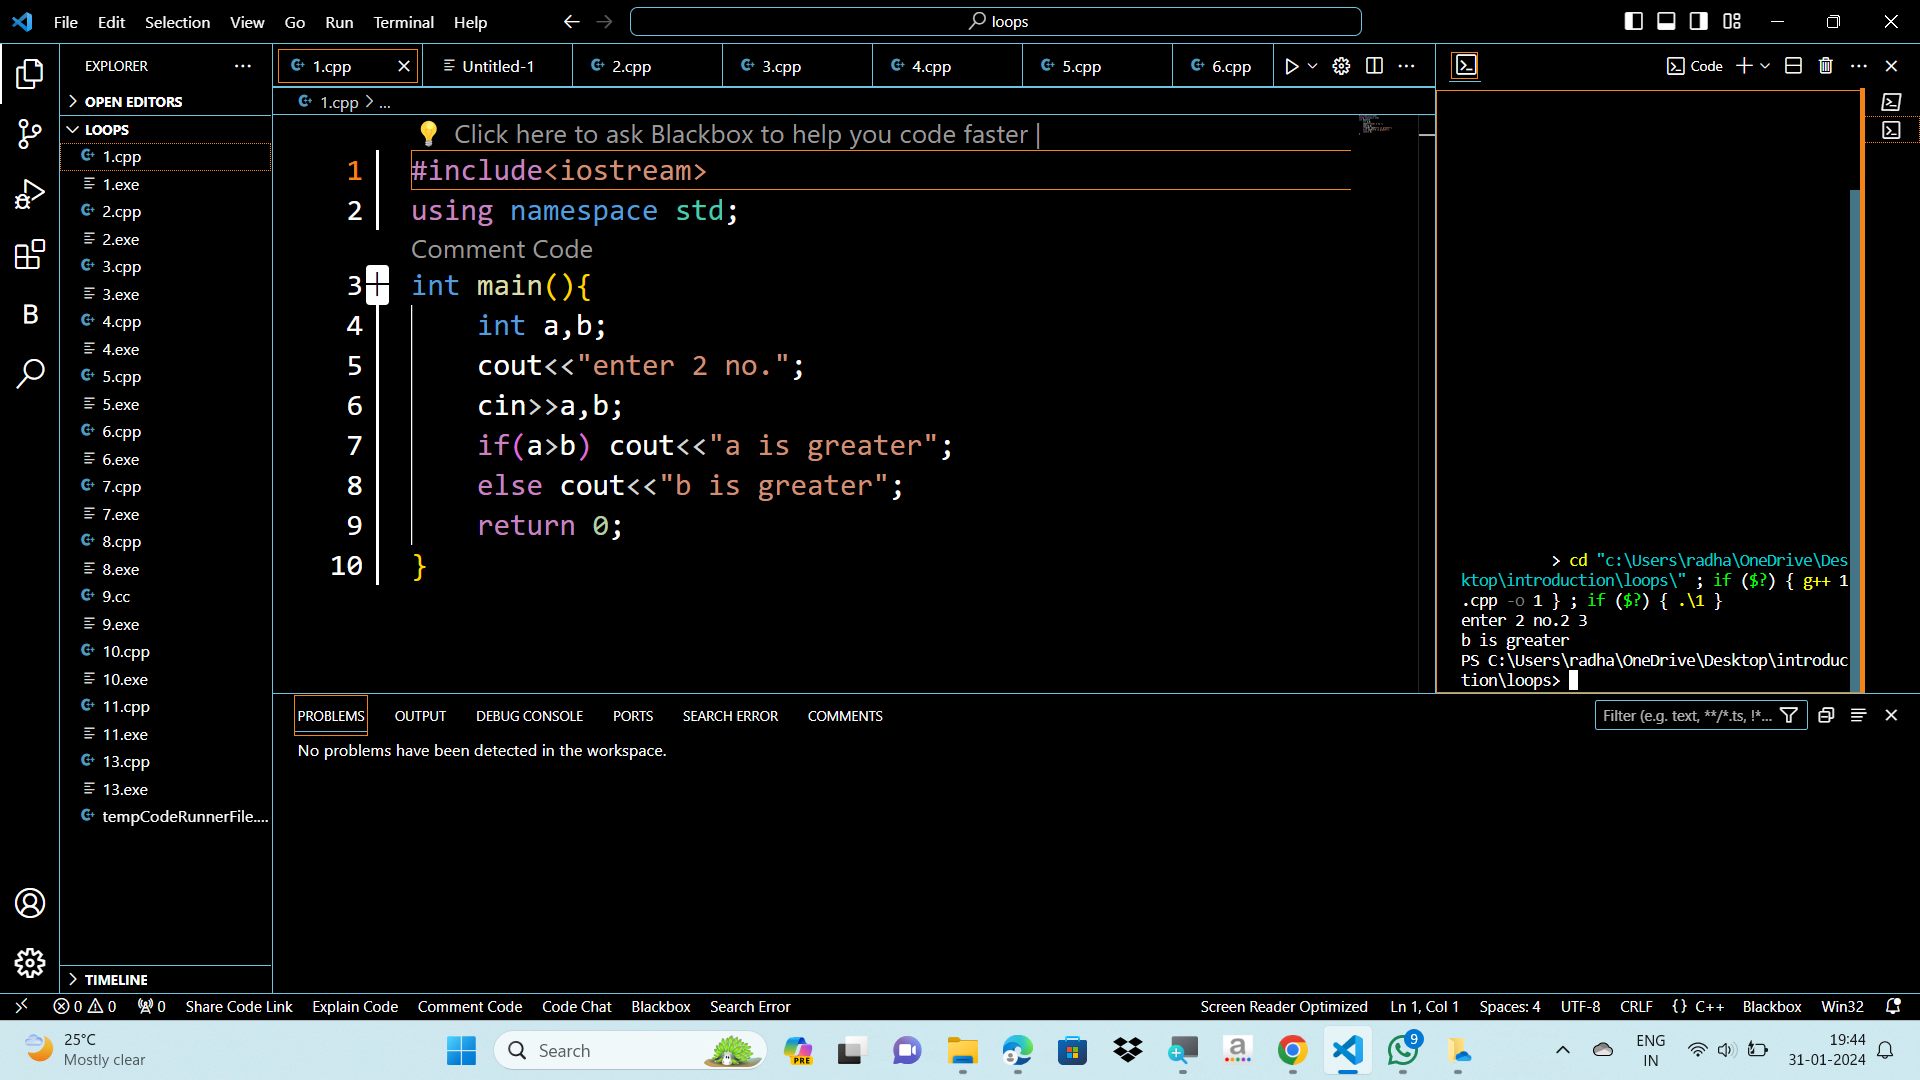 File Edit Selection View Go Run Terminal Help
loops
EXPLORER
OPEN EDITORS
LOOPS
1.cpp
1.exe
2.cpp
2.exe
3.cpp
3.exe
4.cpp
4.exe
5.cpp
5.exe
6.cpp
6.exe
7.cpp
7.exe
8.cpp
8.exe
9.cc
9.exe
10.cpp
10.exe
11.cpp
11.exe
13.cpp
13.exe
tempCodeRunnerFile....
TIMELINE
B
1.cpp Untitled-1 2.cpp 3.cpp 4.cpp 5.cpp 6.cpp
1.cpp > ...
Click here to ask Blackbox to help you code faster |
1 #include<iostream>
2 using namespace std;
Comment Code
3 int main(){
4 int a,b;
5 cout<<"enter 2 no.";
6 cin>>a,b;
7 if(a>b) cout<<"a is greater";
8 else cout<<"b is greater";
9 return 0;
10 }
Code
> cd "c:\Users\radha\OneDrive\Des
ktop\introduction\loops\" ; if ($?) { g++ 1
.cpp -o 1 } ; if ($?) { .\1 }
enter 2 no.2 3
b is greater
PS C:\Users\radha\OneDrive\Desktop\introduc
tion\loops>
PROBLEMS OUTPUT DEBUG CONSOLE PORTS SEARCH ERROR COMMENTS
Filter (e.g. text, **/*.ts, !*...
No problems have been detected in the workspace.
0 0 0 Share Code Link Explain Code Comment Code Code Chat Blackbox Search Error
Screen Reader Optimized Ln 1, Col 1 Spaces: 4 UTF-8 CRLF {} C++ Blackbox Win32
25°C
Mostly clear
Search
PRE
a
9
ENG
IN
19:44
31-01-2024